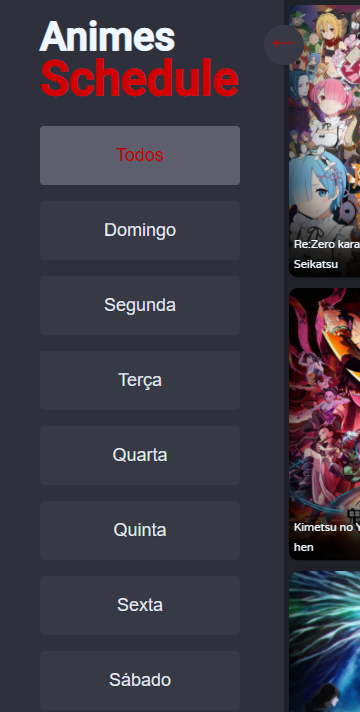 Animes
Schedule
Todos
Domingo
Segunda
Terça
Quarta
Quinta
Sexta
Sábado
Re:Zero kara
Seikatsu
Kimetsu no Y
hen